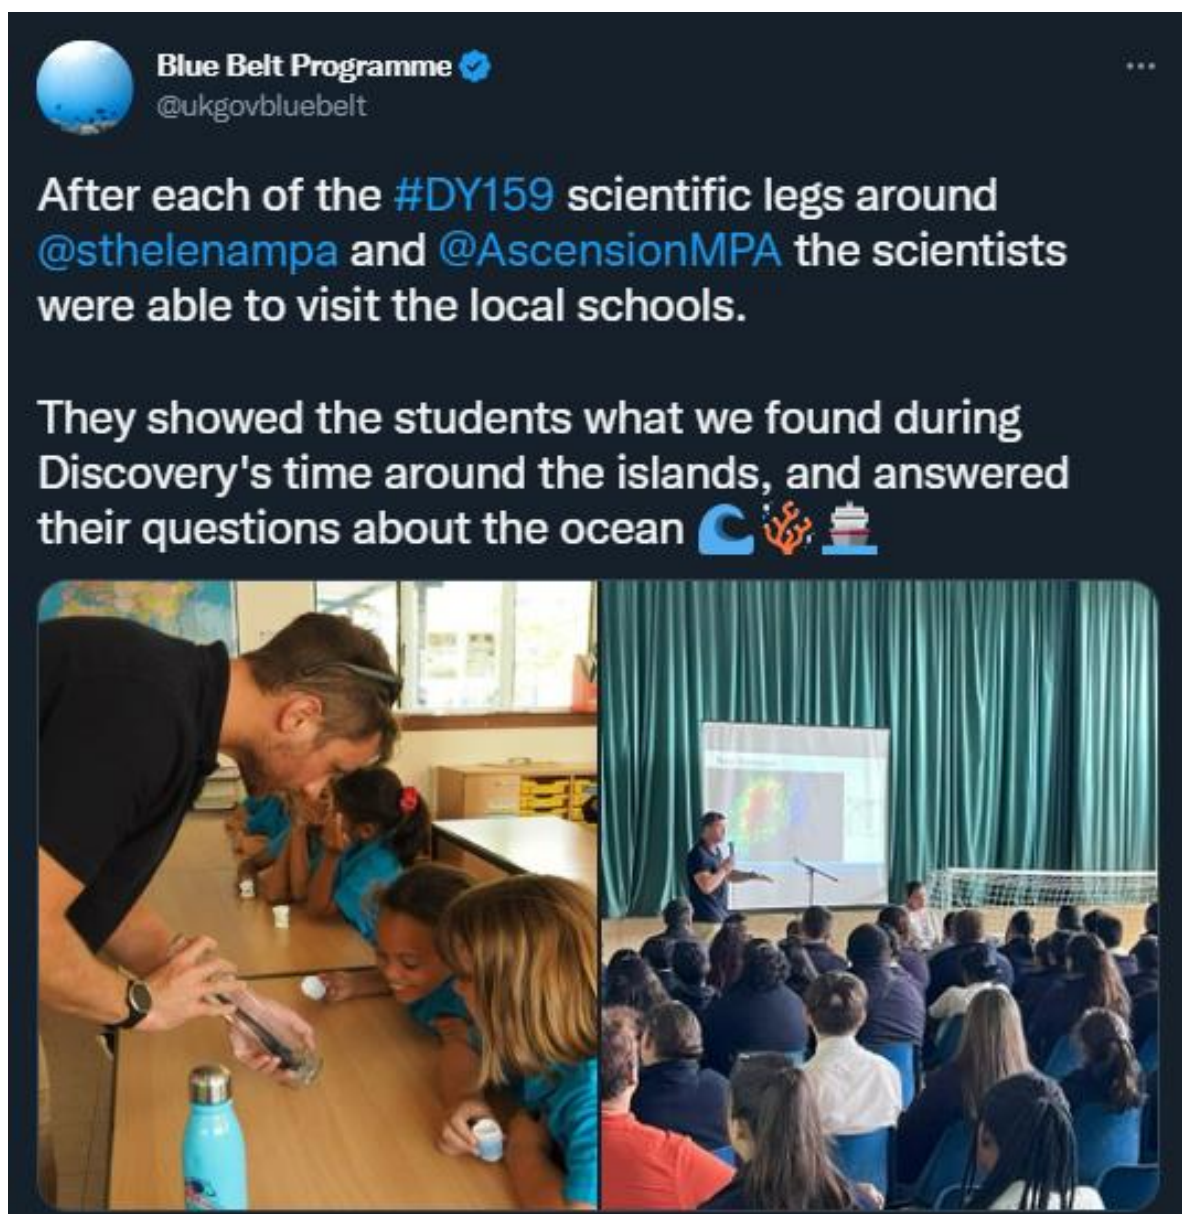 Blue Belt Programme
@ukgovbluebelt
After each of the #DY159 scientific legs around
@sthelenampa and @AscensionMPA the scientists
were able to visit the local schools.
They showed the students what we found during
Discovery's time around the islands, and answered
their questions about the ocean 🌊🪸🚢